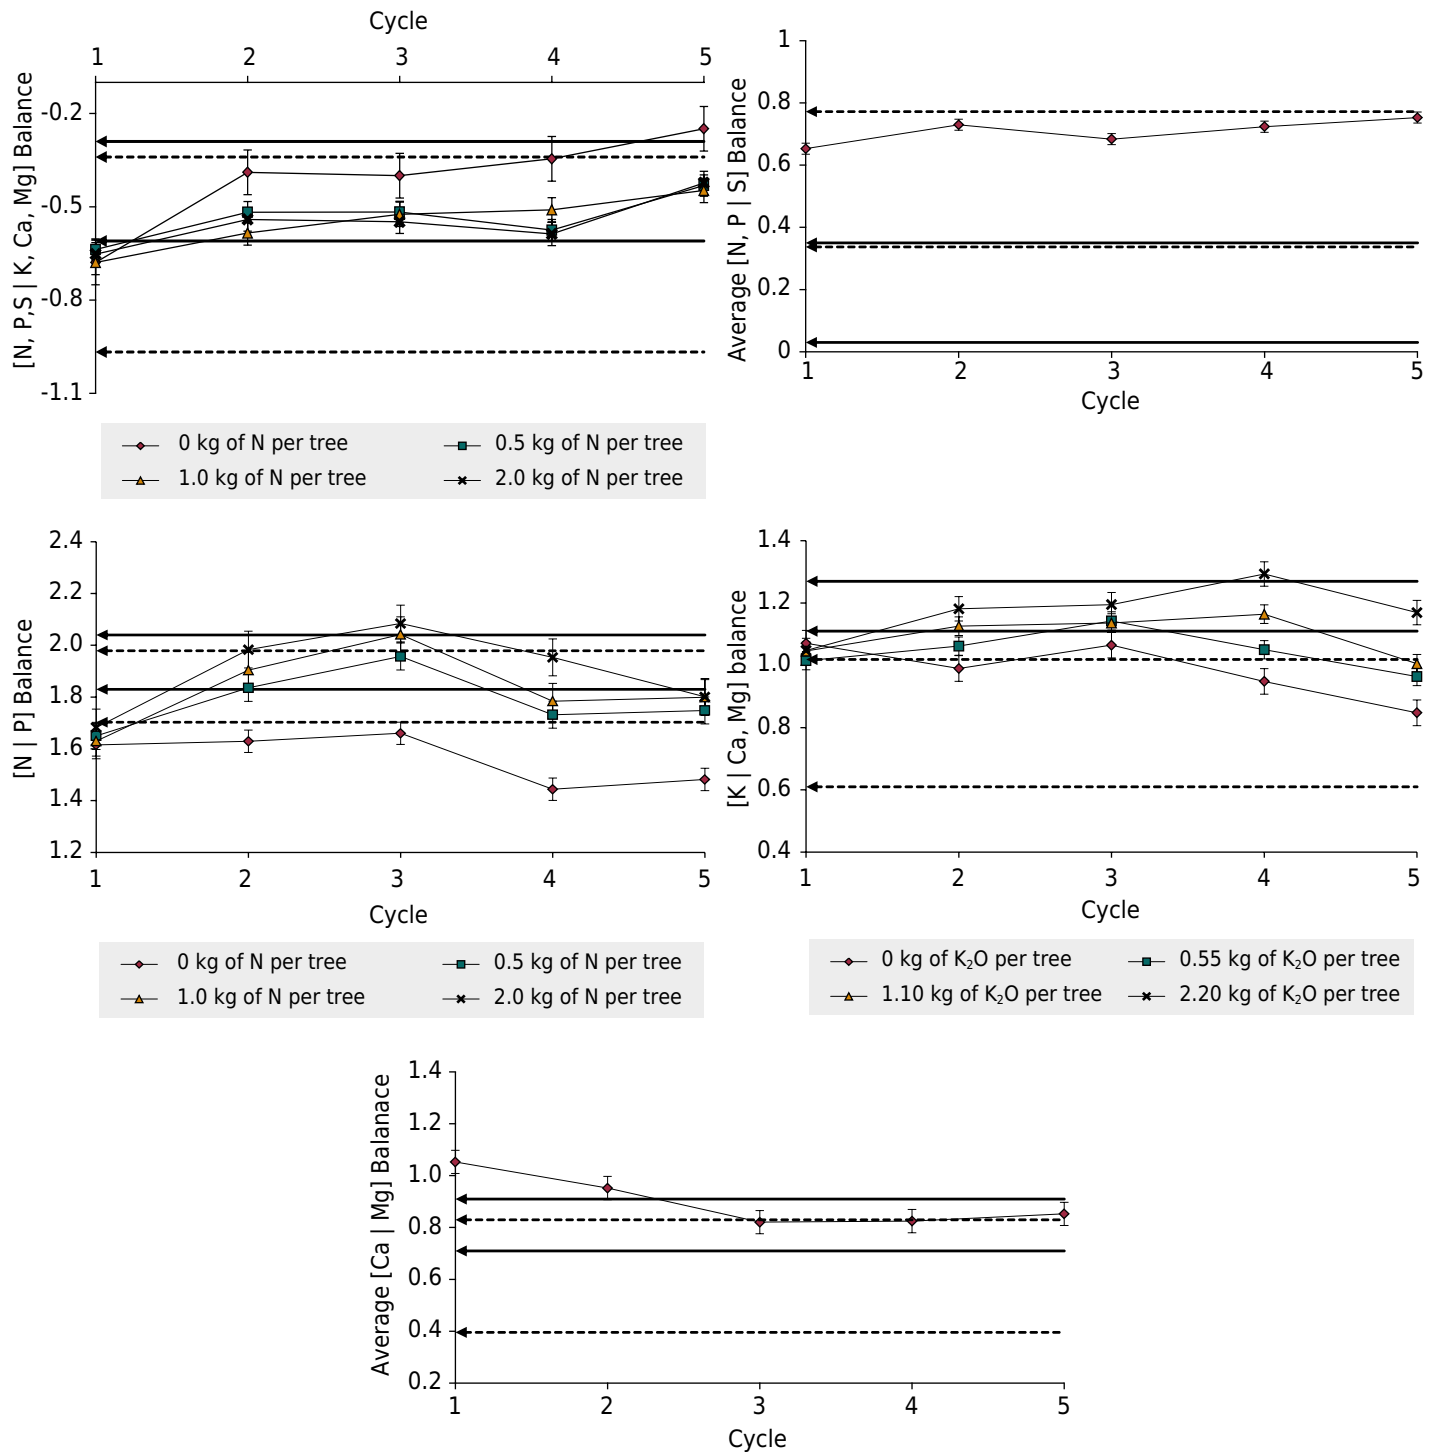 Cycle
1 2 3 4 5
[N, P,S | K, Ca, Mg] Balance
-0.2
-0.5
-0.8
-1.1
0 kg of N per tree 0.5 kg of N per tree
1.0 kg of N per tree 2.0 kg of N per tree
Average [N, P | S] Balance
1
0.8
0.6
0.4
0.2
0
1 2 3 4 5
Cycle
[N | P] Balance
2.4
2.2
2.0
1.8
1.6
1.4
1.2
1 2 3 4 5
Cycle
0 kg of N per tree 0.5 kg of N per tree
1.0 kg of N per tree 2.0 kg of N per tree
[K | Ca, Mg] balance
1.4
1.2
1.0
0.8
0.6
0.4
1 2 3 4 5
Cycle
0 kg of K₂O per tree 0.55 kg of K₂O per tree
1.10 kg of K₂O per tree 2.20 kg of K₂O per tree
Average [Ca | Mg] Balanace
1.4
1.2
1.0
0.8
0.6
0.4
0.2
1 2 3 4 5
Cycle